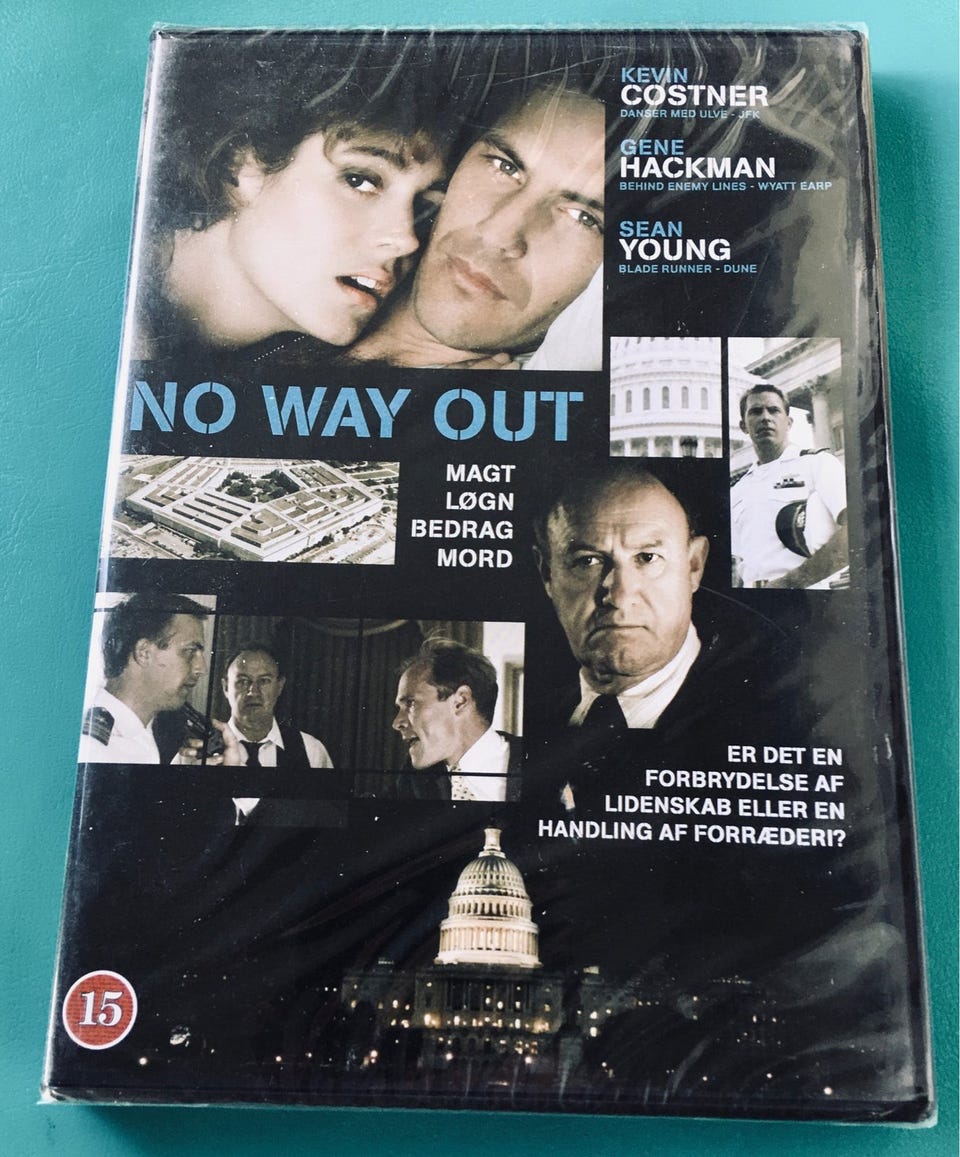 KEVIN
COSTNER
DANSER MED ULVE - JFK
GENE
HACKMAN
BEHIND ENEMY LINES - WYATT EARP
SEAN
YOUNG
BLADE RUNNER - DUNE
NO WAY OUT
MAGT
LØGN
BEDRAG
MORD
ER DET EN
FORBRYDELSE AF
LIDENSKAB ELLER EN
HANDLING AF FORRÆDERI?
15